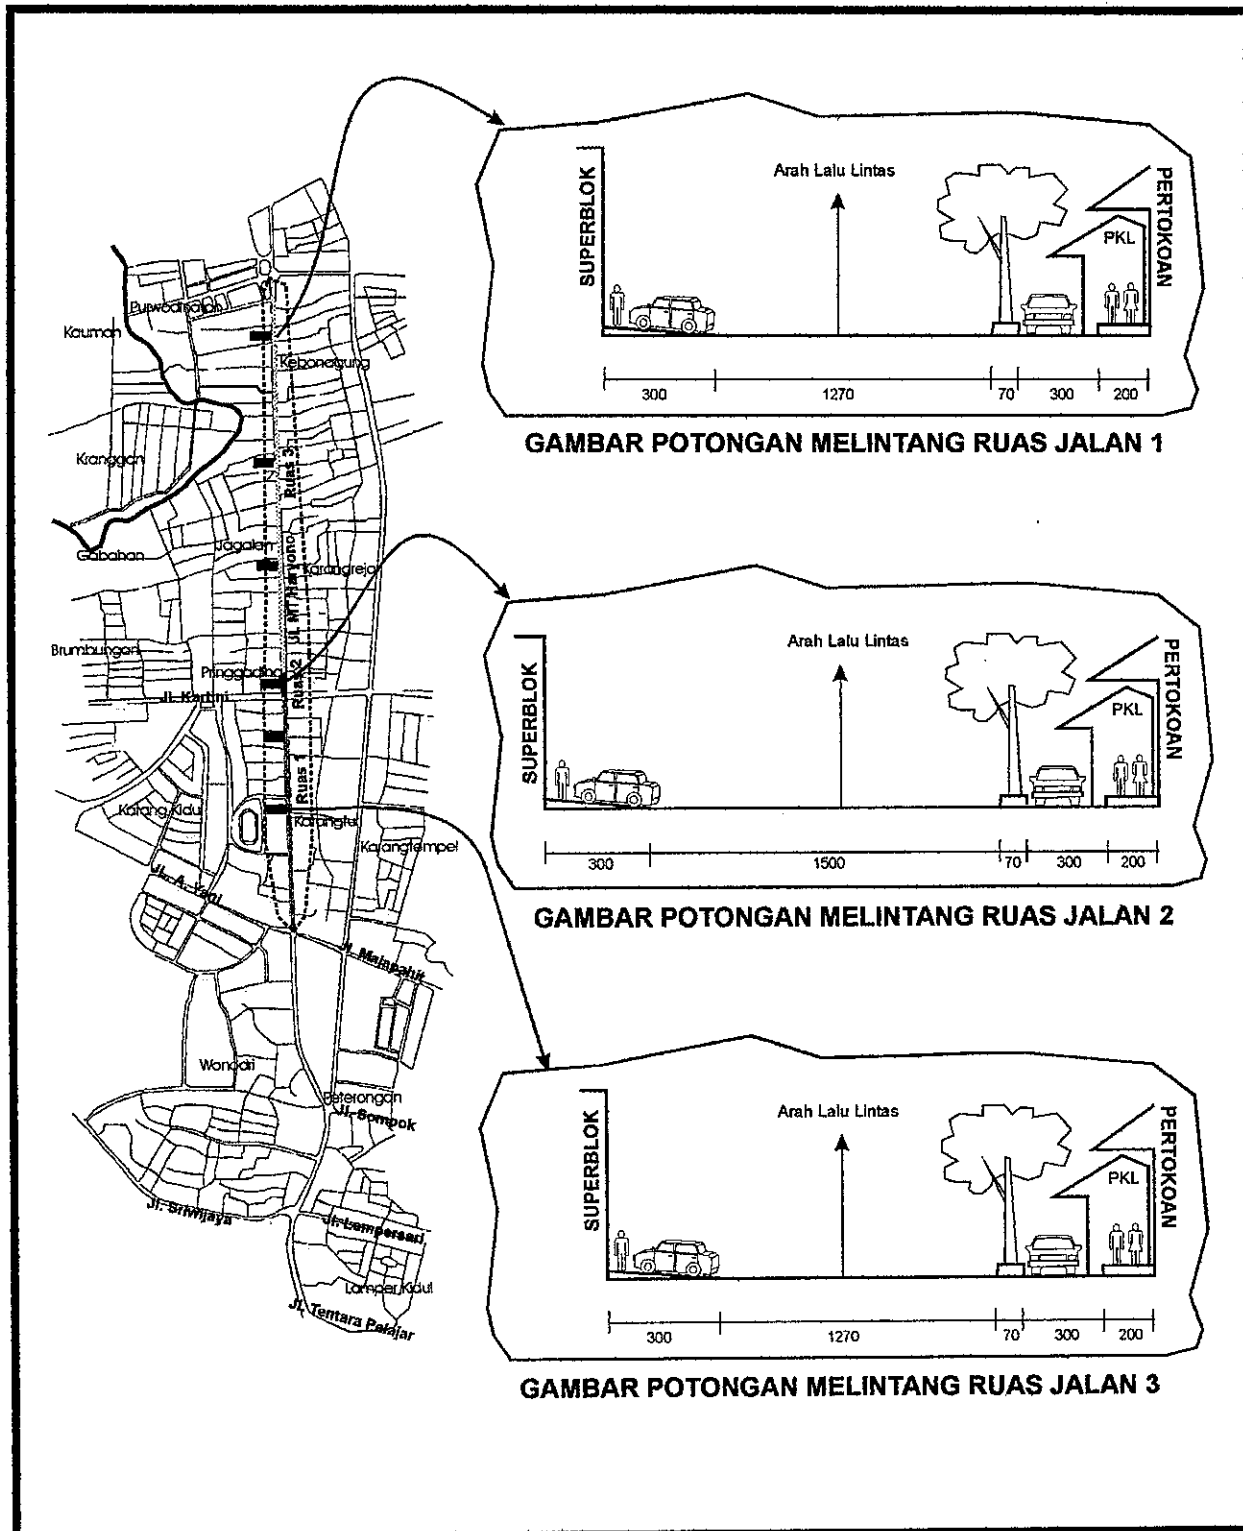 Purwodinatan
Kauman
Kebonagung
Kranggan
Ruas 3
Jagalan
Gabahan
Karangrejo
Jl. MT Haryono
Brumbungan
Pringgading
Ruas 2
Jl. Kartini
Ruas 1
Karang Kidul
Karangturi
Karangtempel
JL. A. Yani
Jl. Majapahit
Wonodri
Peterongan
Jl. Sompok
Jl. Sriwijaya
Jl. Lampersari
Lamper Kidul
Jl. Tentara Pelajar
SUPERBLOK
Arah Lalu Lintas
PKL
PERTOKOAN
300 1270 70 300 200
GAMBAR POTONGAN MELINTANG RUAS JALAN 1
SUPERBLOK
Arah Lalu Lintas
PKL
PERTOKOAN
300 1500 70 300 200
GAMBAR POTONGAN MELINTANG RUAS JALAN 2
SUPERBLOK
Arah Lalu Lintas
PKL
PERTOKOAN
300 1270 70 300 200
GAMBAR POTONGAN MELINTANG RUAS JALAN 3